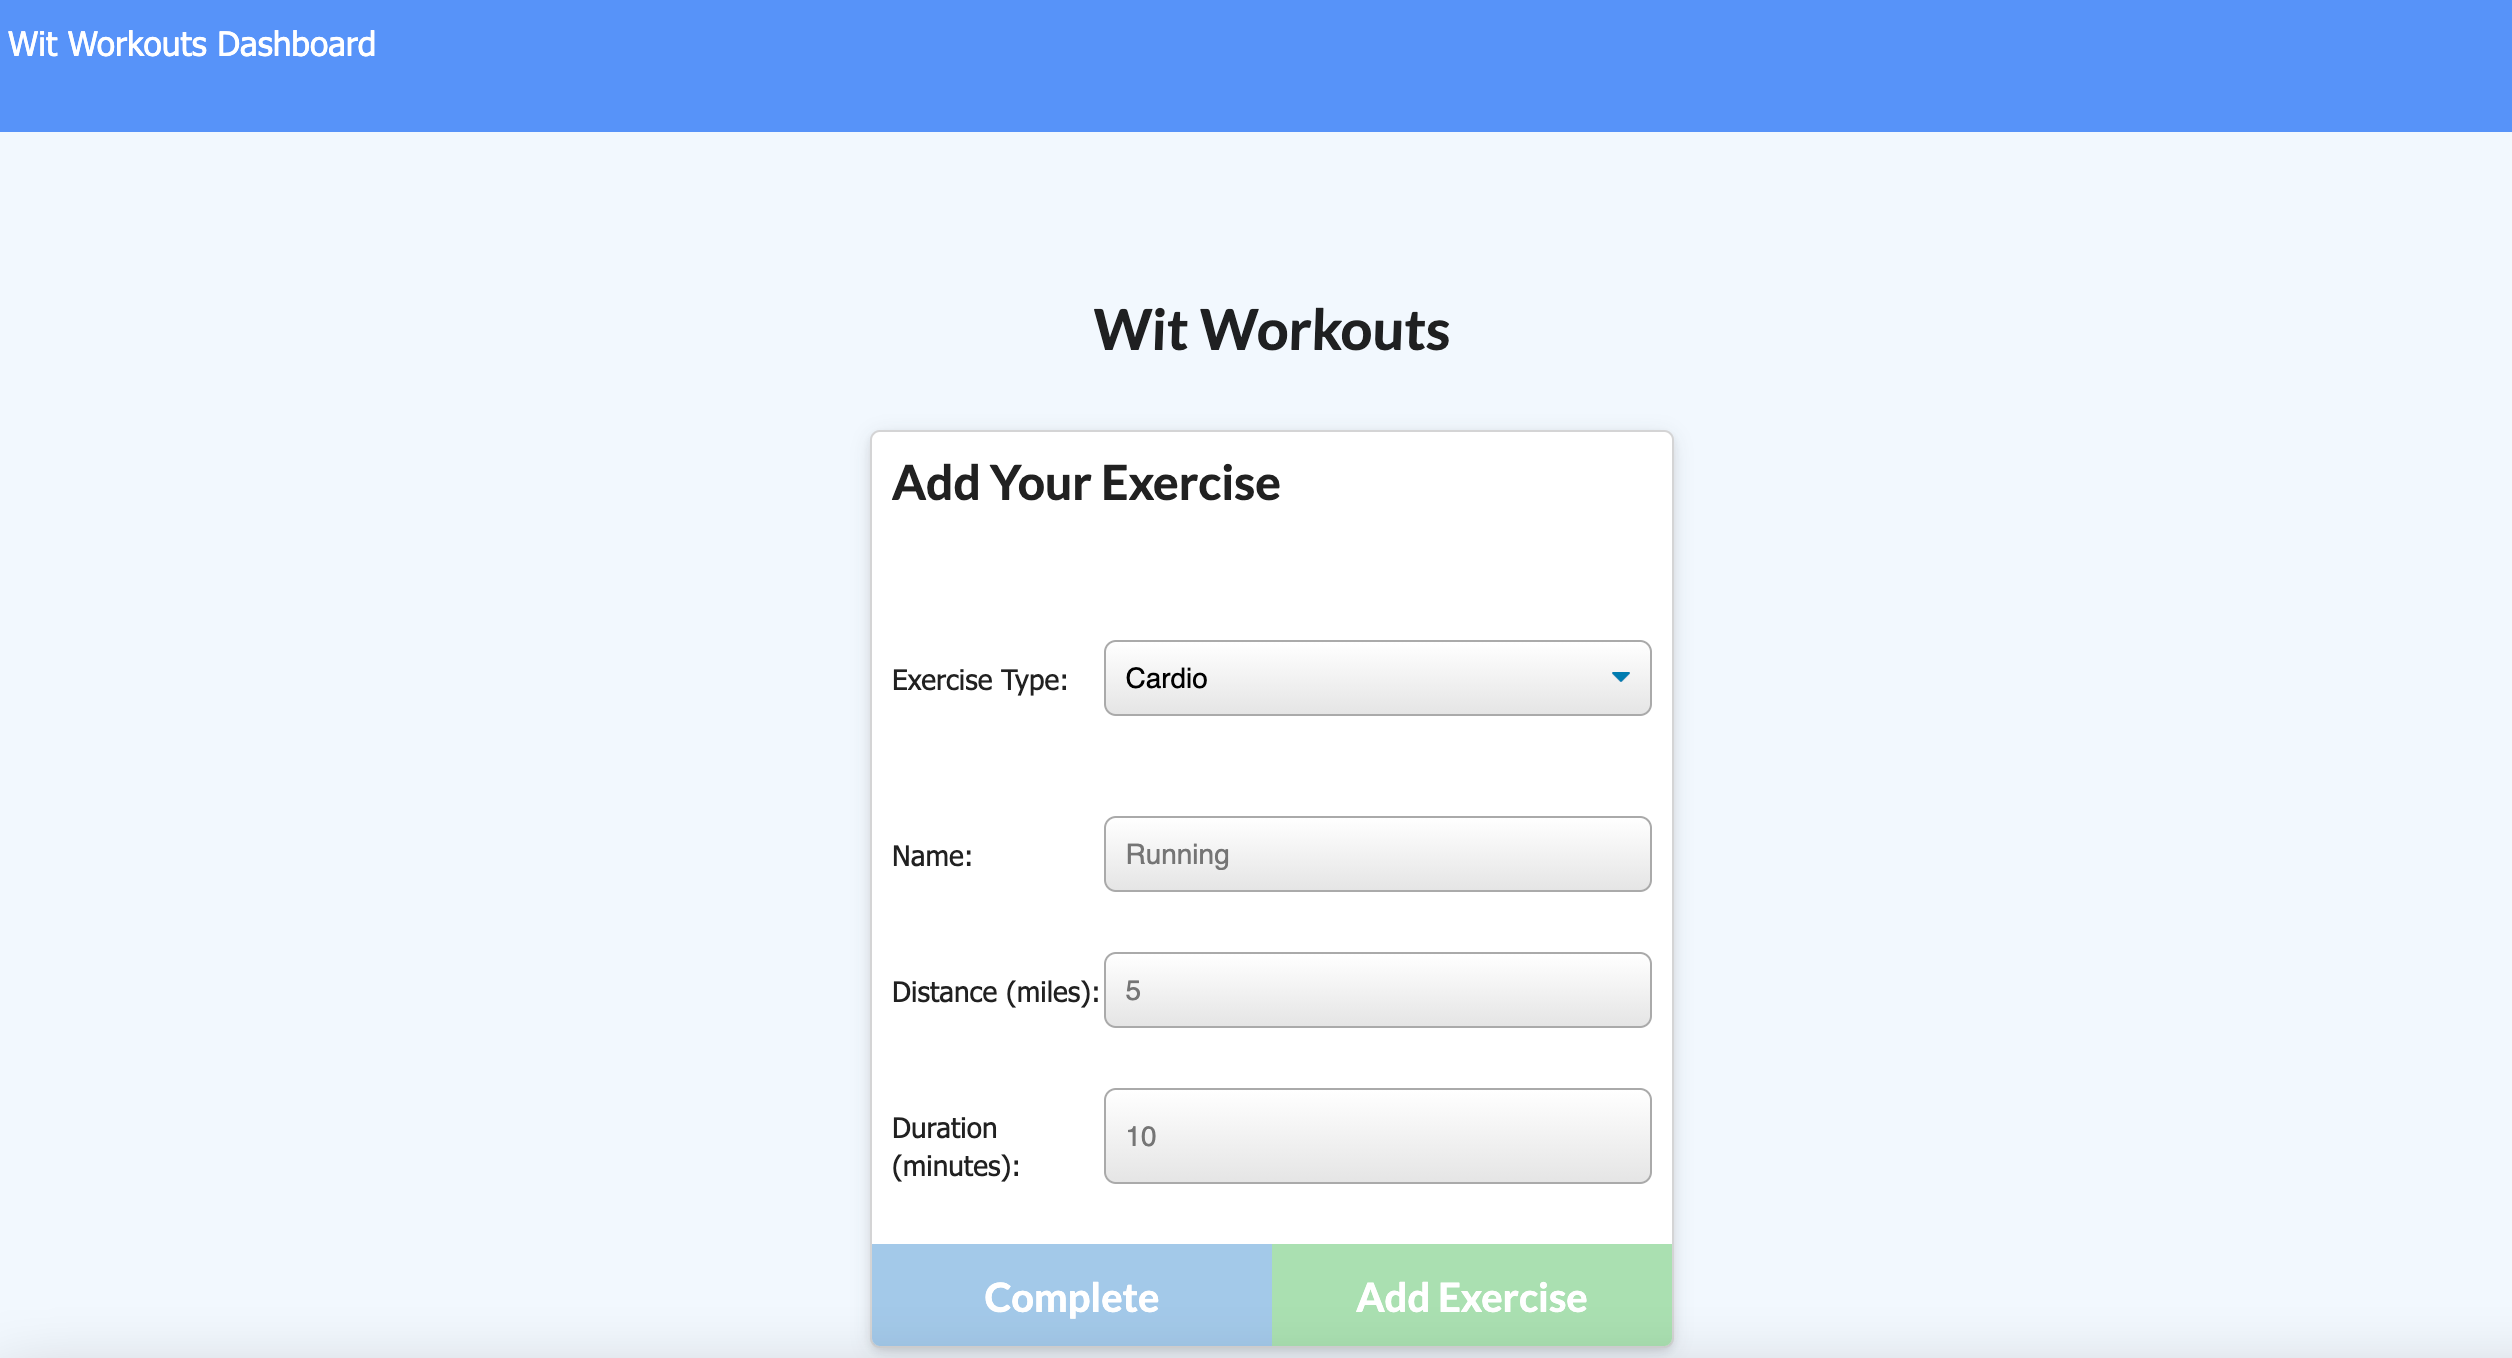 Wit Workouts Dashboard
Wit Workouts
Add Your Exercise
Exercise Type: Cardio
Name: Running
Distance (miles): 5
Duration
(minutes): 10
Complete Add Exercise